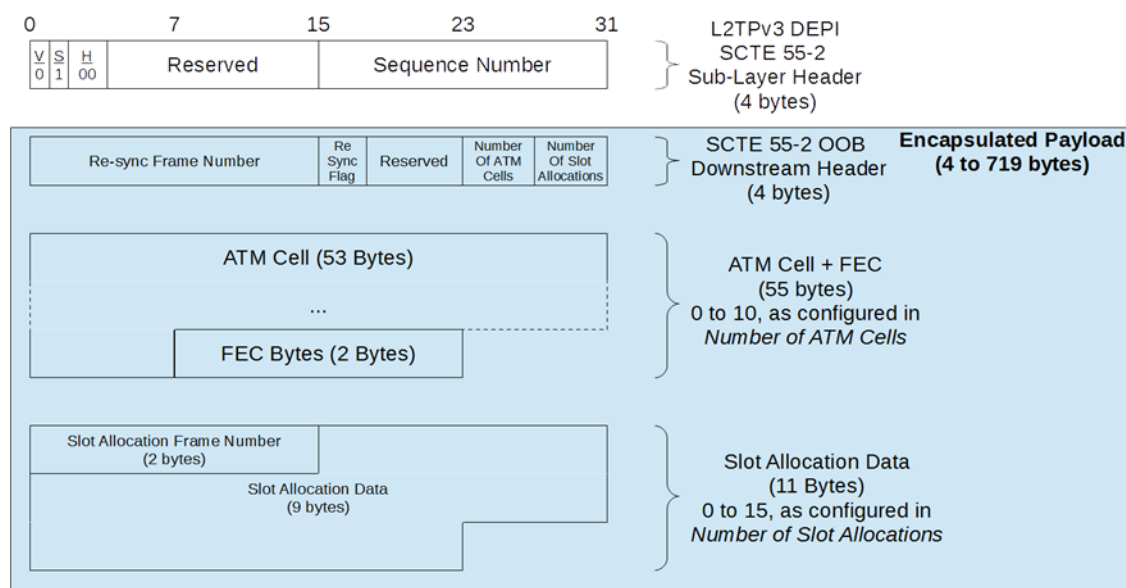 0 7 15 23 31
V
0
S
1
H
00
Reserved
Sequence Number
L2TPv3 DEPI
SCTE 55-2
Sub-Layer Header
(4 bytes)
Re-sync Frame Number
Re
Sync
Flag
Reserved
Number
Of ATM
Cells
Number
Of Slot
Allocations
SCTE 55-2 OOB
Downstream Header
(4 bytes)
Encapsulated Payload
(4 to 719 bytes)
ATM Cell (53 Bytes)
...
FEC Bytes (2 Bytes)
ATM Cell + FEC
(55 bytes)
0 to 10, as configured in
Number of ATM Cells
Slot Allocation Frame Number
(2 bytes)
Slot Allocation Data
(9 bytes)
Slot Allocation Data
(11 Bytes)
0 to 15, as configured in
Number of Slot Allocations